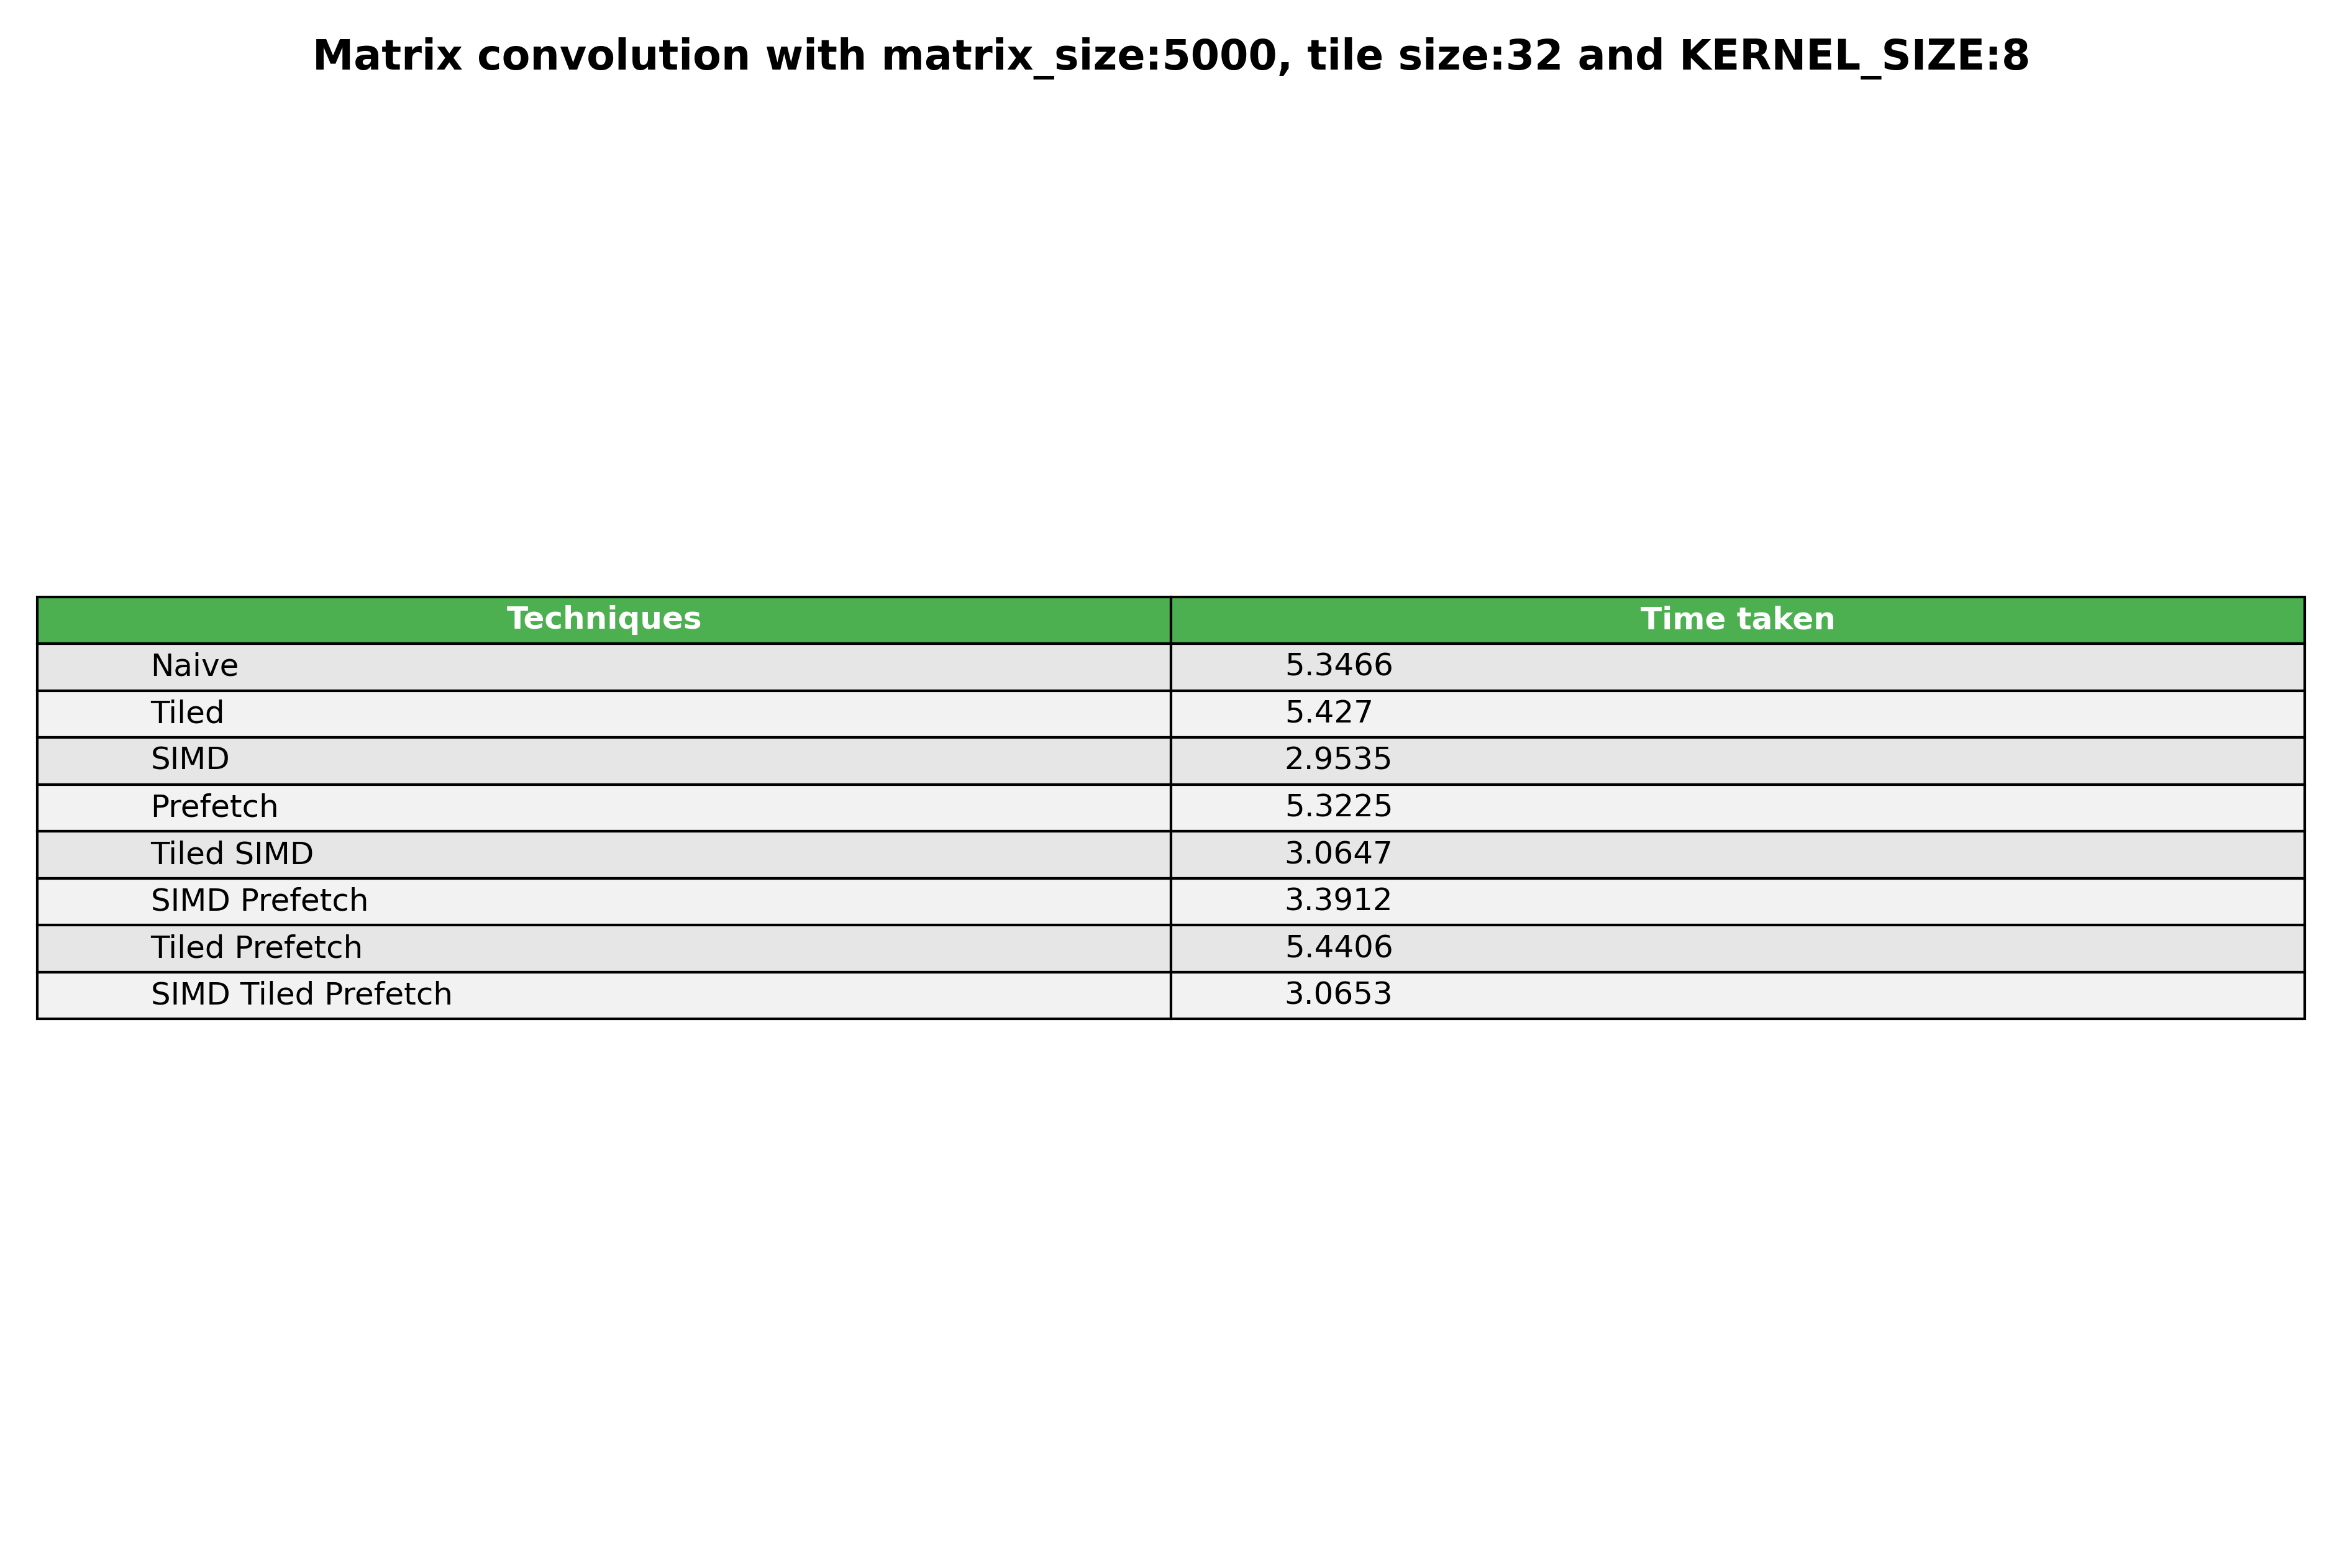 Matrix convolution with matrix_size:5000, tile size:32 and KERNEL_SIZE:8
Techniques Time taken
Naive 5.3466
Tiled 5.427
SIMD 2.9535
Prefetch 5.3225
Tiled SIMD 3.0647
SIMD Prefetch 3.3912
Tiled Prefetch 5.4406
SIMD Tiled Prefetch 3.0653